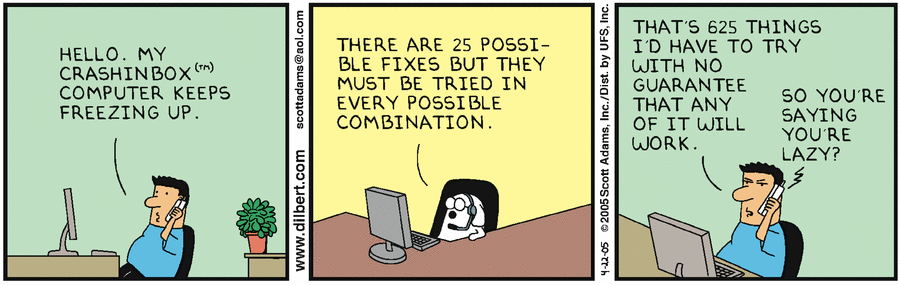 HELLO. MY
CRASHINBOX(TM)
COMPUTER KEEPS
FREEZING UP.
www.dilbert.com
scottadams@aol.com
THERE ARE 25 POSSI-
BLE FIXES BUT THEY
MUST BE TRIED IN
EVERY POSSIBLE
COMBINATION.
4-22-05 © 2005 Scott Adams, Inc./Dist. by UFS, Inc.
THAT'S 625 THINGS
I'D HAVE TO TRY
WITH NO
GUARANTEE
THAT ANY
OF IT WILL
WORK.
SO YOU'RE
SAYING
YOU'RE
LAZY?